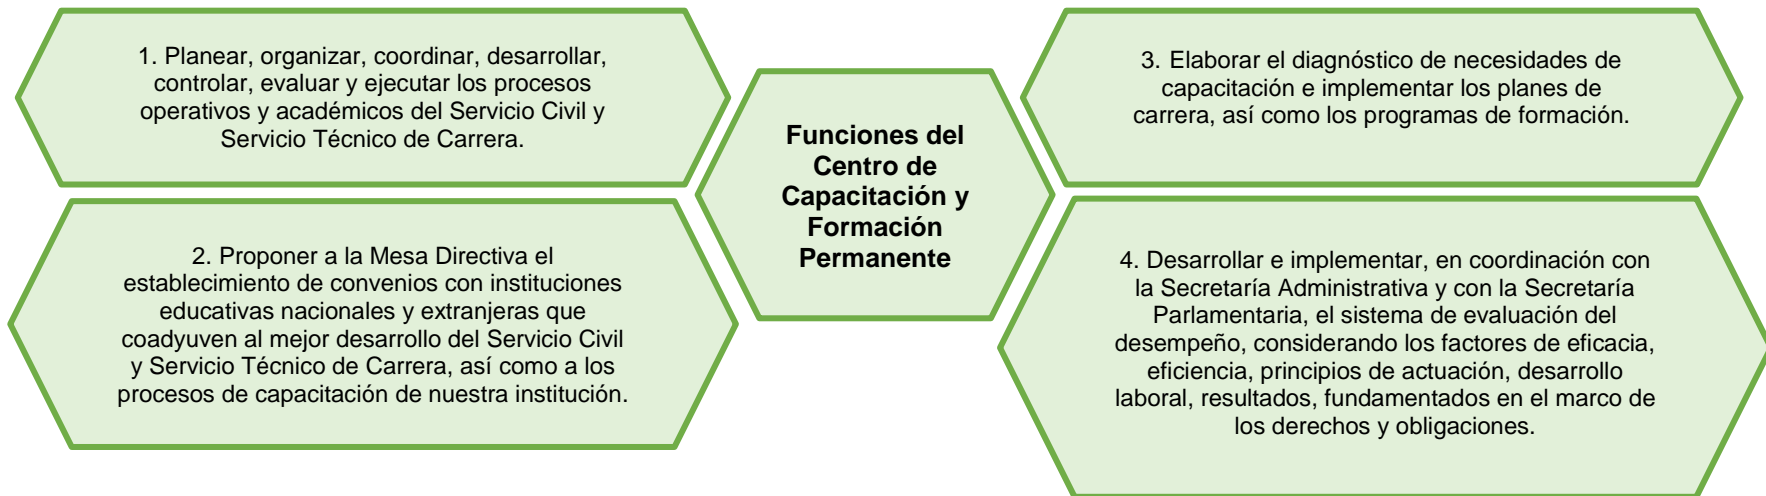 1. Planear, organizar, coordinar, desarrollar,
controlar, evaluar y ejecutar los procesos
operativos y académicos del Servicio Civil y
Servicio Técnico de Carrera.
2. Proponer a la Mesa Directiva el
establecimiento de convenios con instituciones
educativas nacionales y extranjeras que
coadyuven al mejor desarrollo del Servicio Civil
y Servicio Técnico de Carrera, así como a los
procesos de capacitación de nuestra institución.
Funciones del
Centro de
Capacitación y
Formación
Permanente
3. Elaborar el diagnóstico de necesidades de
capacitación e implementar los planes de
carrera, así como los programas de formación.
4. Desarrollar e implementar, en coordinación con
la Secretaría Administrativa y con la Secretaría
Parlamentaria, el sistema de evaluación del
desempeño, considerando los factores de eficacia,
eficiencia, principios de actuación, desarrollo
laboral, resultados, fundamentados en el marco de
los derechos y obligaciones.